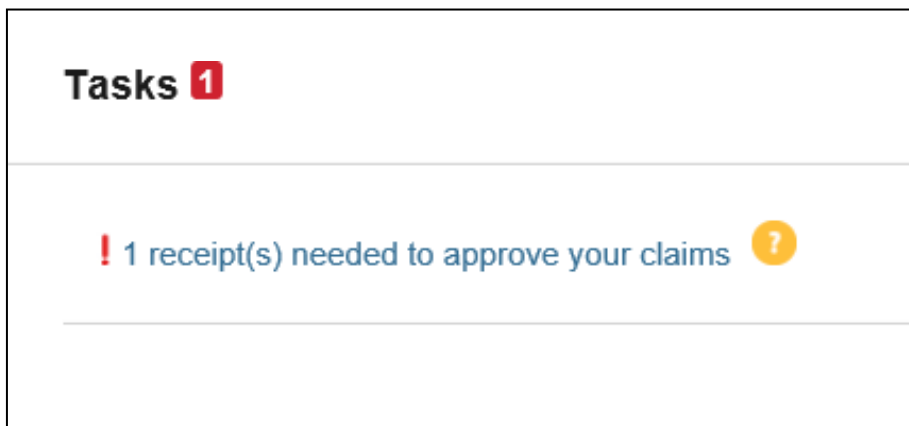 Tasks 1
! 1 receipt(s) needed to approve your claims ?